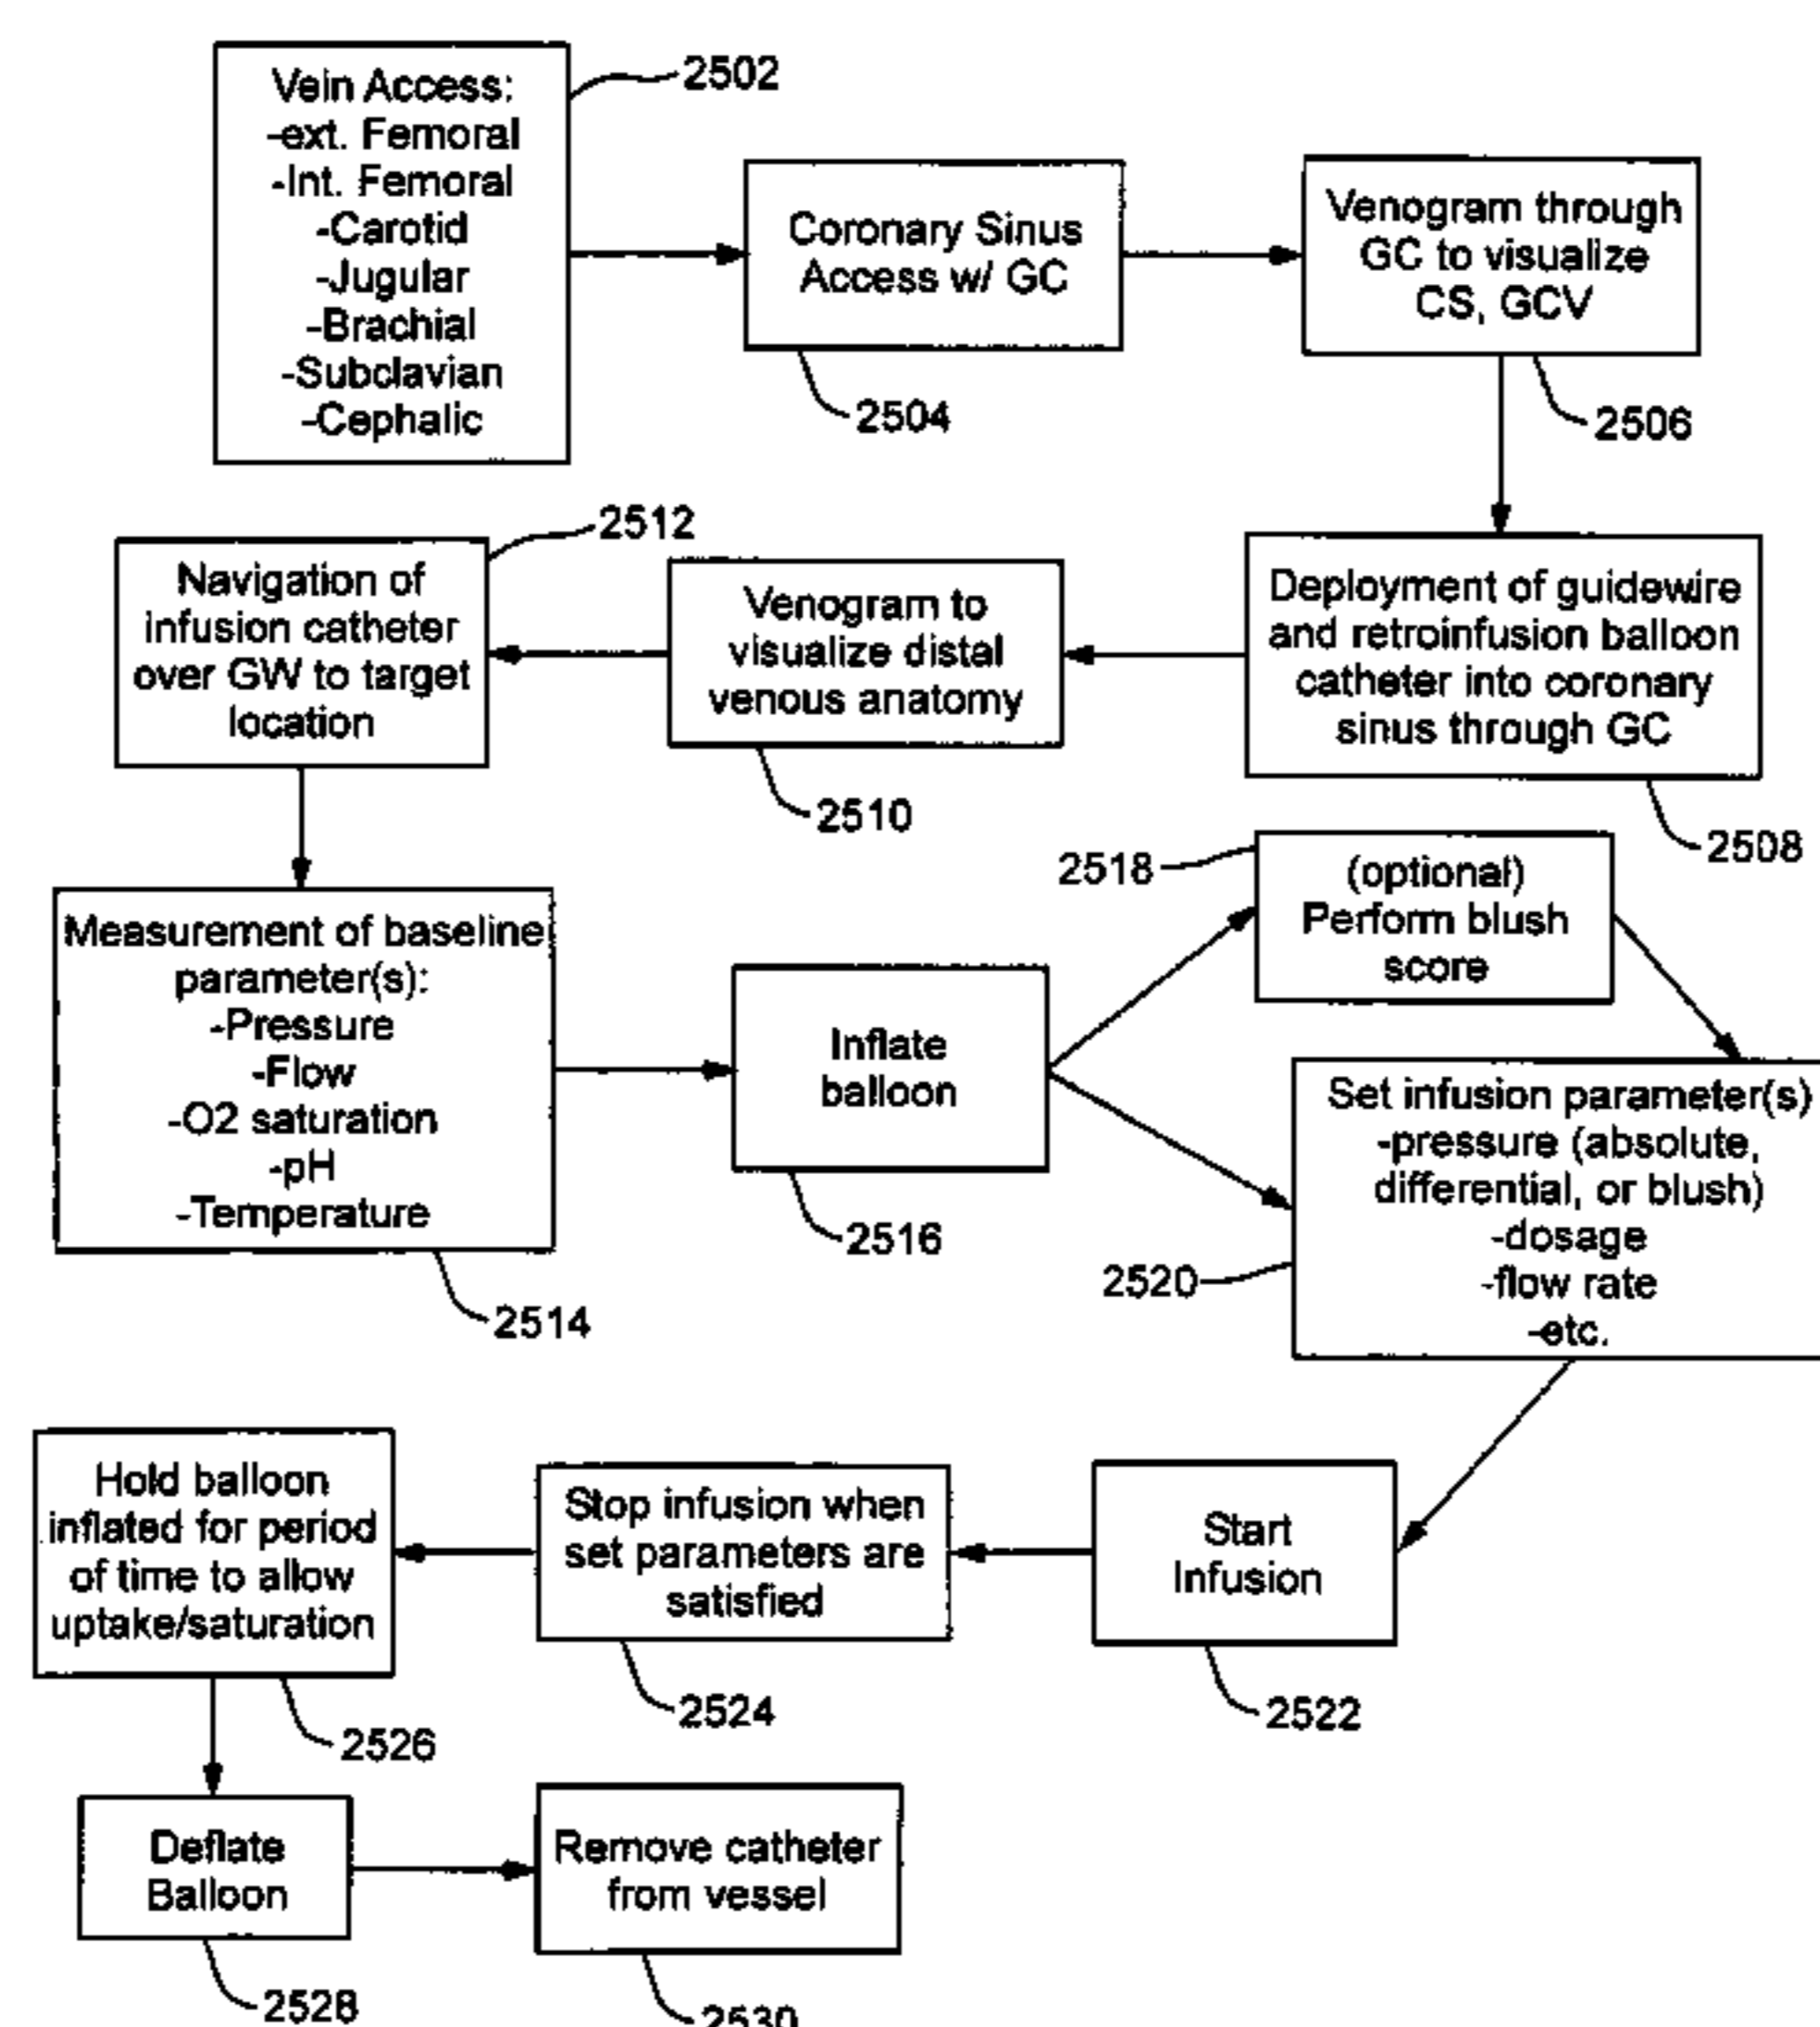 Vein Access:
-ext. Femoral
-Int. Femoral
-Carotid
-Jugular
-Brachial
-Subclavian
-Cephalic
2502
Coronary Sinus
Access w/ GC
2504
Venogram through
GC to visualize
CS, GCV
2506
Deployment of guidewire
and retroinfusion balloon
catheter into coronary
sinus through GC
2508
Venogram to
visualize distal
venous anatomy
2510
2512
Navigation of
infusion catheter
over GW to target
location
Measurement of baseline
parameter(s):
-Pressure
-Flow
-O2 saturation
-pH
-Temperature
2514
Inflate
balloon
2516
2518
(optional)
Perform blush
score
Set infusion parameter(s)
-pressure (absolute,
differential, or blush)
-dosage
-flow rate
-etc.
2520
Start
Infusion
2522
Stop infusion when
set parameters are
satisfied
2524
Hold balloon
inflated for period
of time to allow
uptake/saturation
2526
Deflate
Balloon
2528
Remove catheter
from vessel
2530